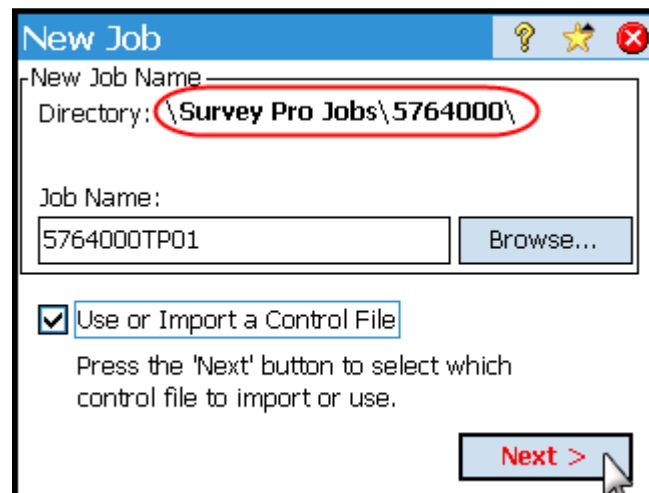 New Job
New Job Name
Directory: \Survey Pro Jobs\5764000\
Job Name:
5764000TP01
Browse...
Use or Import a Control File
Press the 'Next' button to select which
control file to import or use.
Next >